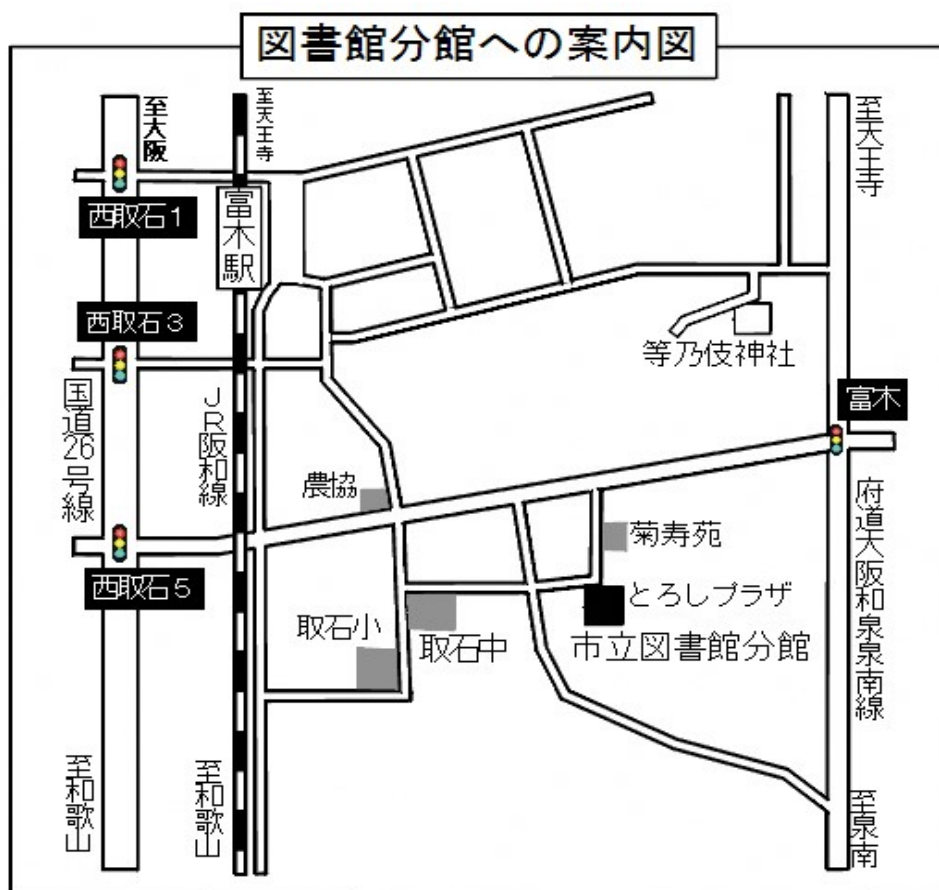 図書館分館への案内図
至大阪
至天王寺
至天王寺
西取石1
富木駅
西取石3
等乃伎神社
富木
国道26号線
JR阪和線
農協
府道大阪和泉泉南線
菊寿苑
西取石5
とろしプラザ
取石小
取石中
市立図書館分館
至和歌山
至和歌山
至泉南